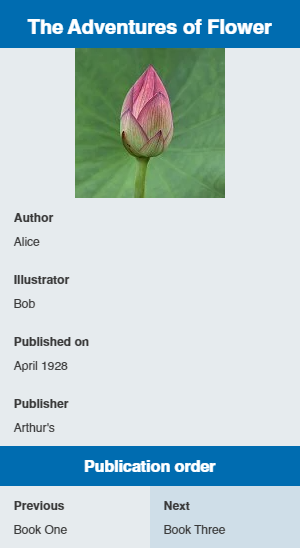 The Adventures of Flower
Author
Alice
Illustrator
Bob
Published on
April 1928
Publisher
Arthur's
Publication order
Previous
Next
Book One
Book Three